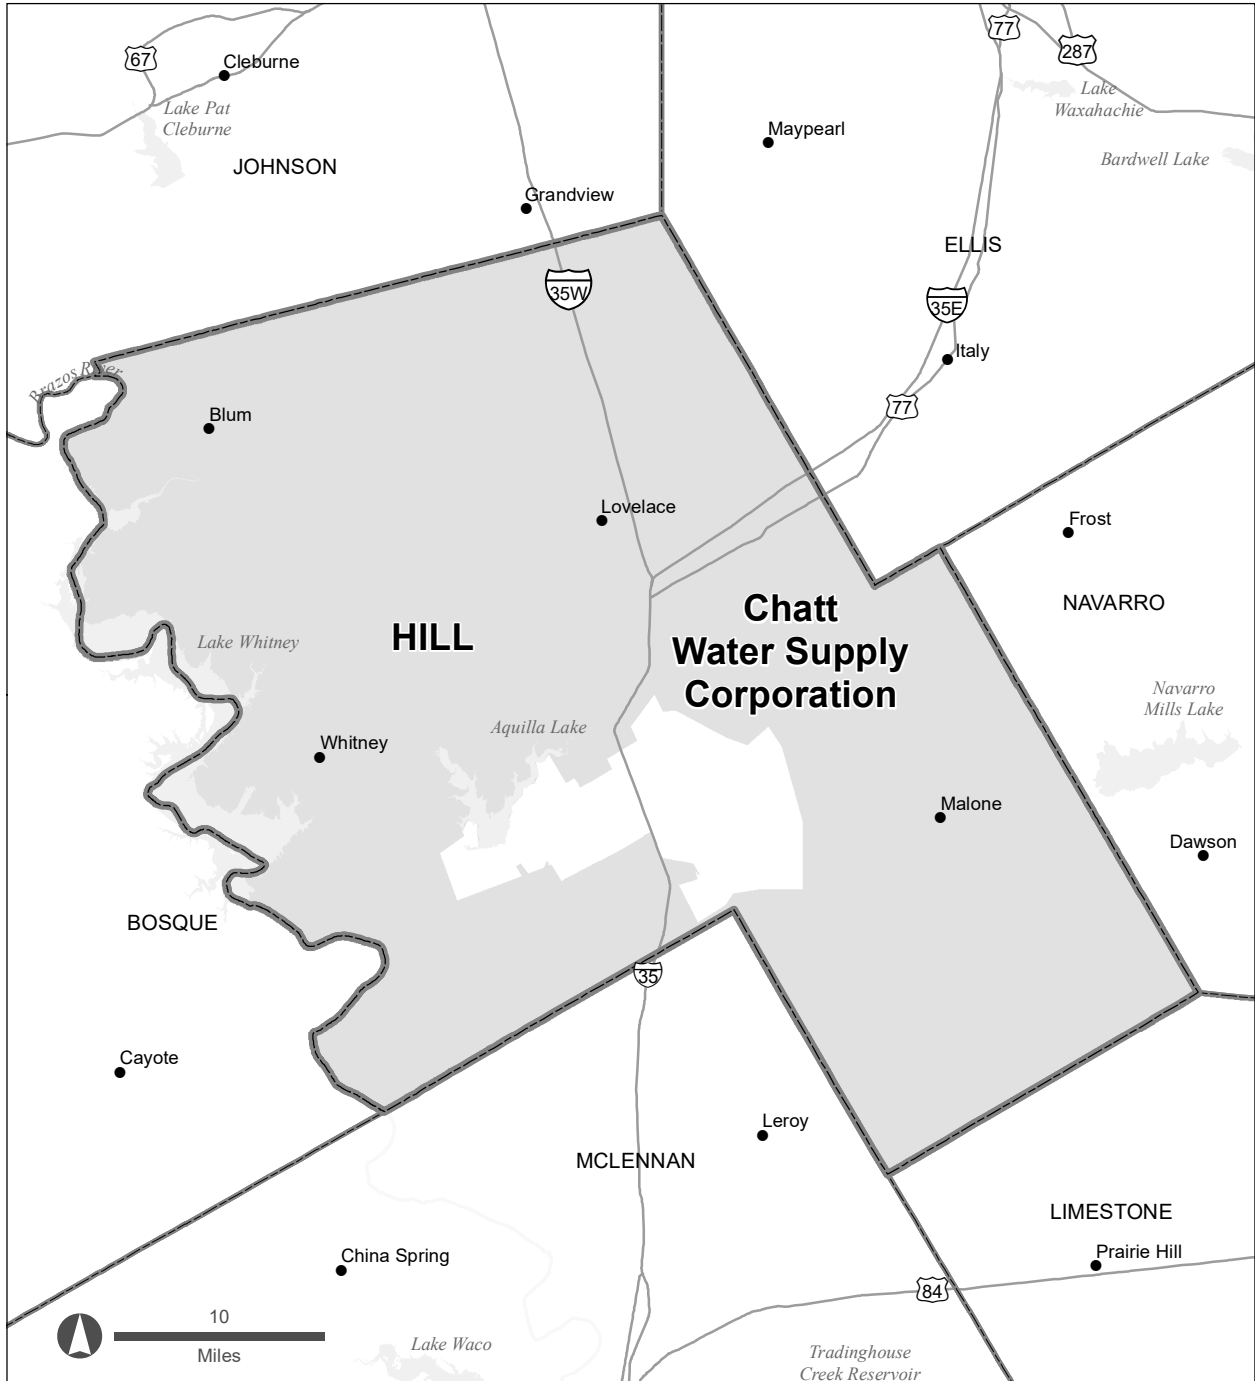 77
287
67
Cleburne
Lake Pat
Cleburne
Lake
Waxahachie
Maypearl
Bardwell Lake
JOHNSON
Grandview
ELLIS
35W
35E
Italy
Brazos River
77
Blum
Lovelace
Frost
Chatt
Water Supply
Corporation
NAVARRO
HILL
Lake Whitney
Navarro
Mills Lake
Aquilla Lake
Whitney
Malone
Dawson
BOSQUE
35
Cayote
Leroy
MCLENNAN
LIMESTONE
Prairie Hill
China Spring
84
10
Miles
Lake Waco
Tradinghouse
Creek Reservoir